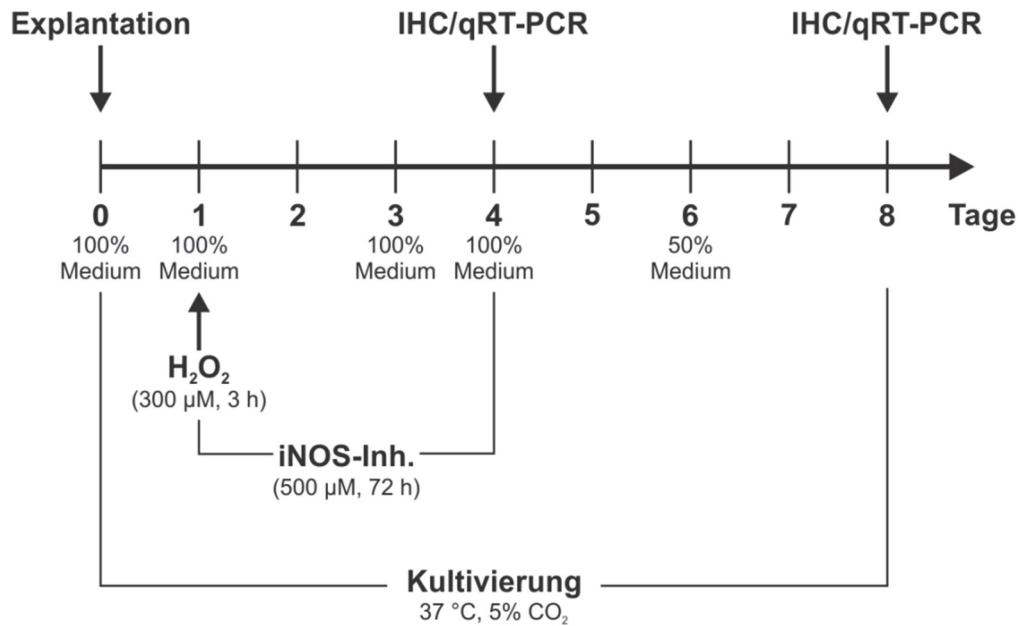 Explantation
IHC/qRT-PCR
IHC/qRT-PCR
0 1 2 3 4 5 6 7 8 Tage
100% 100% 100% 100% 50%
Medium Medium Medium Medium Medium
H₂O₂
(300 µM, 3 h)
iNOS-Inh.
(500 µM, 72 h)
Kultivierung
37 °C, 5% CO₂